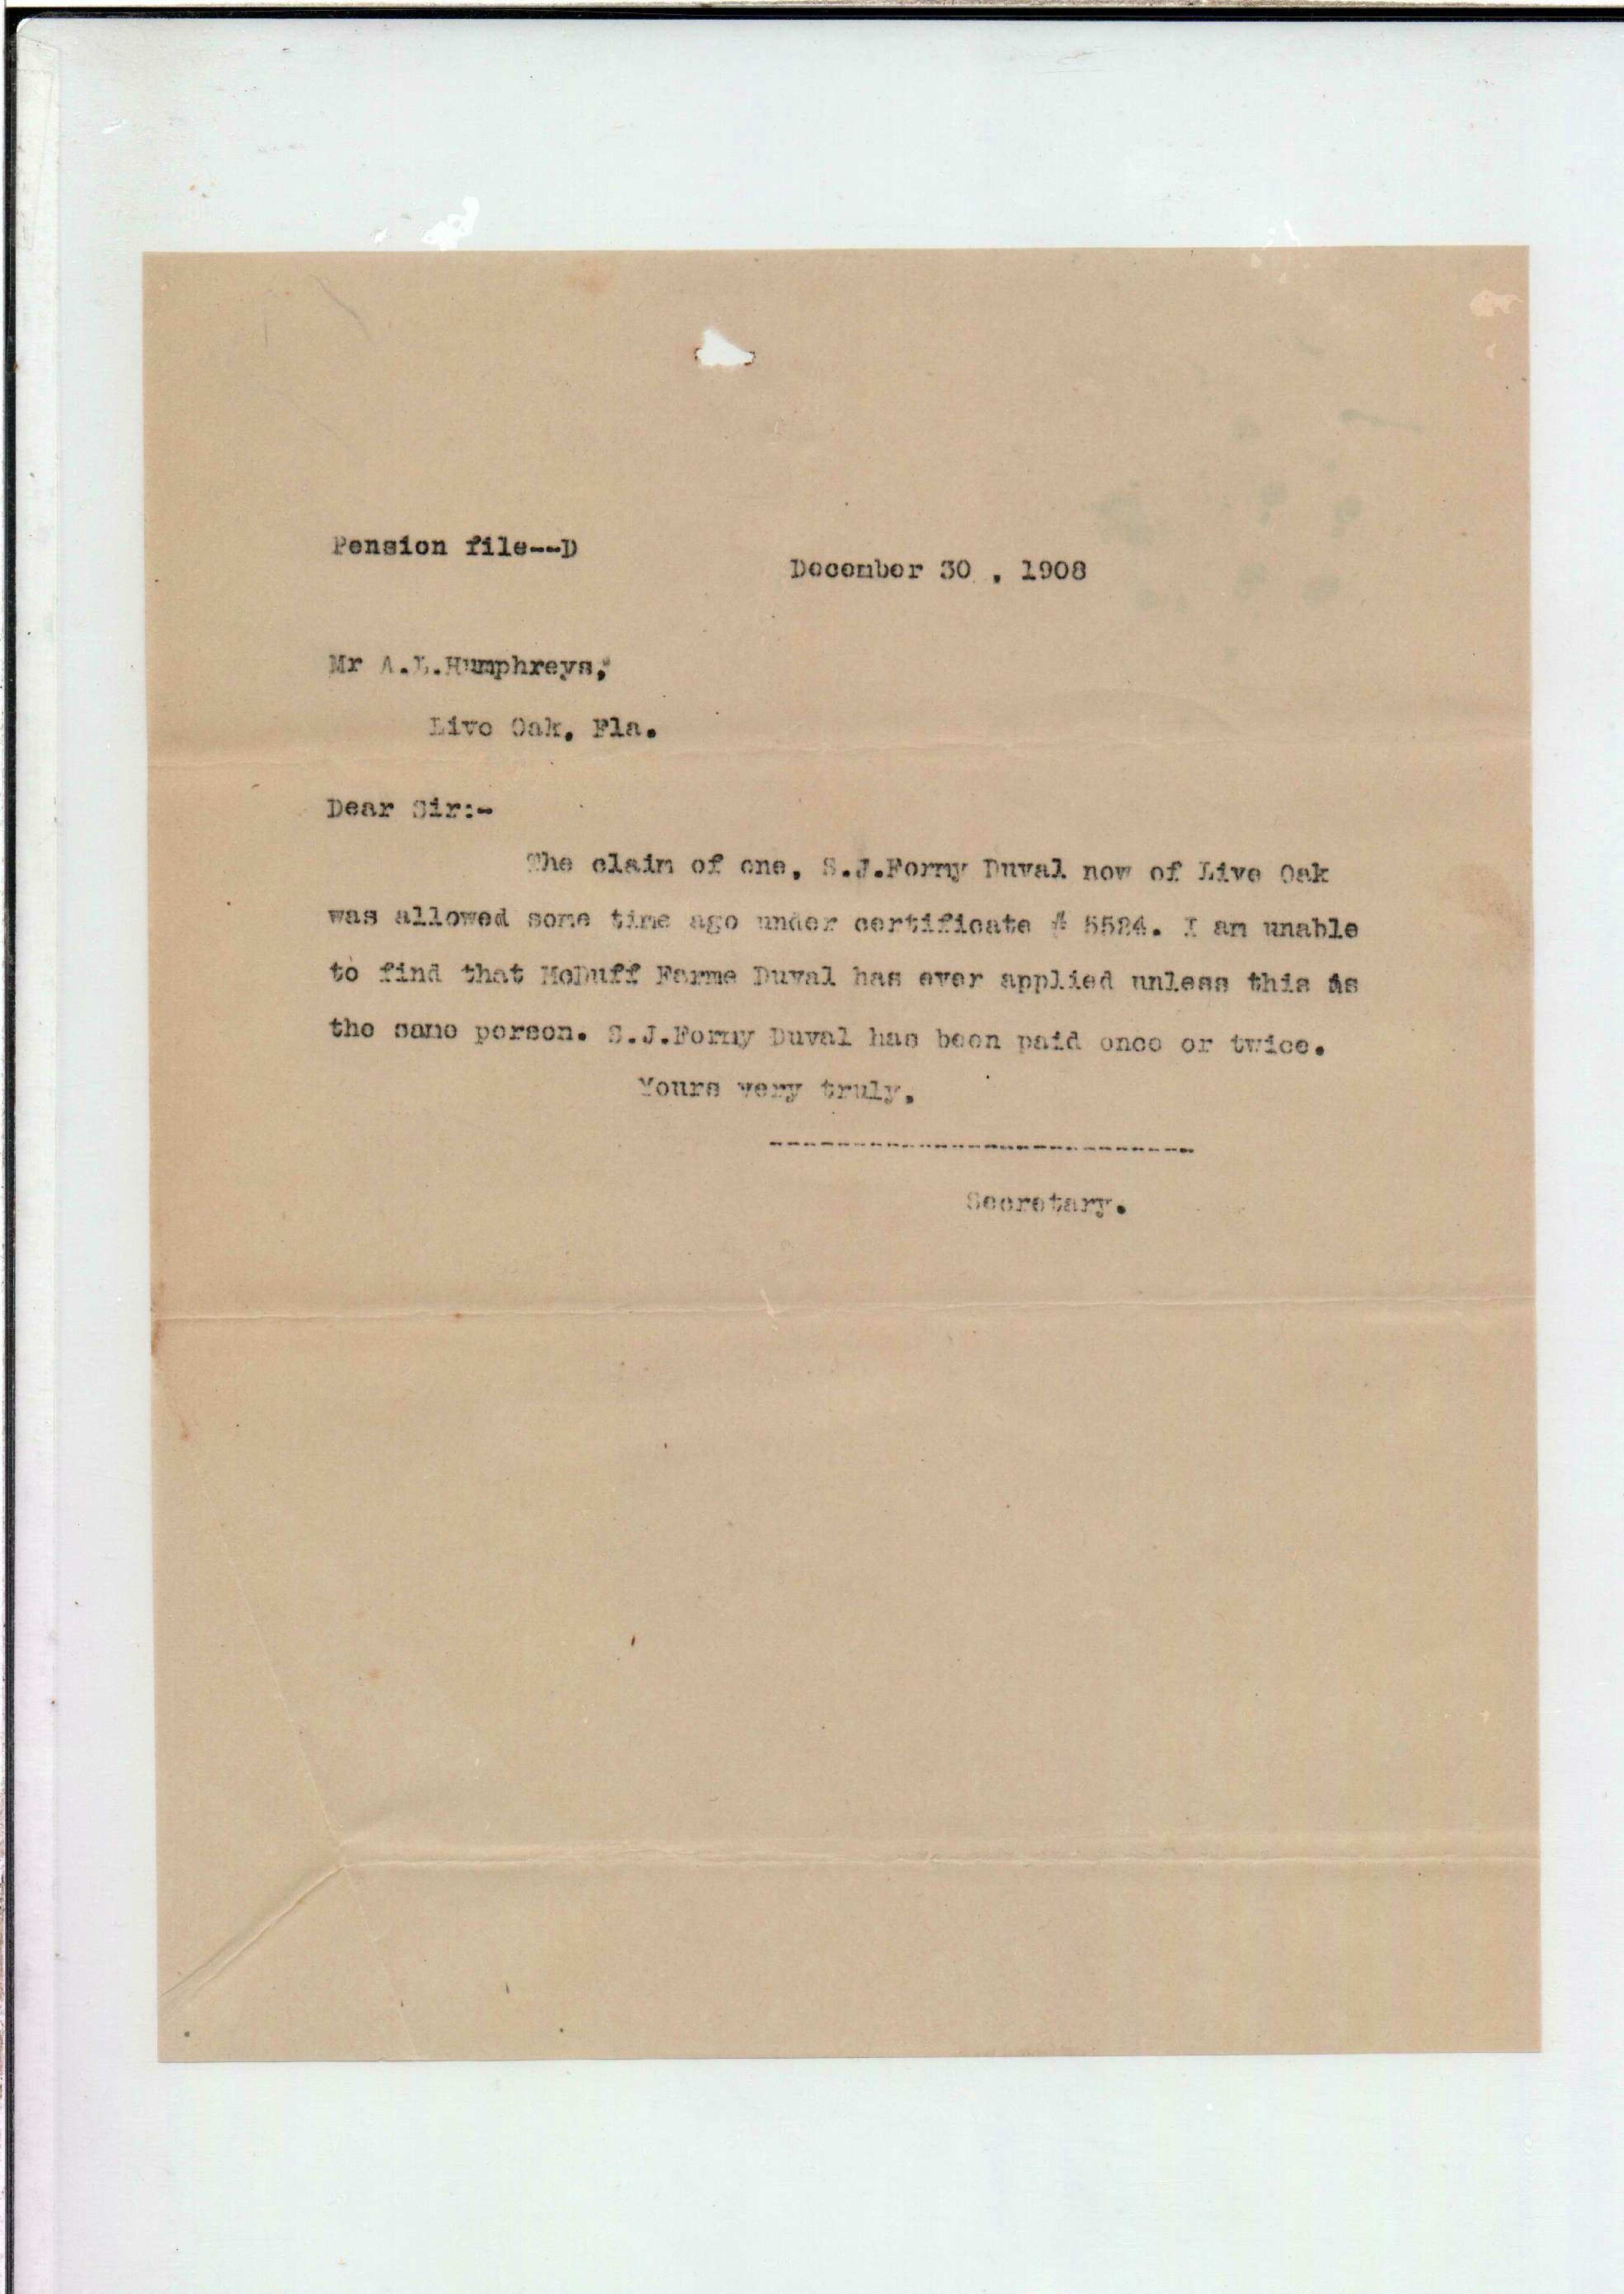 Pension file--D
December 30 , 1908
Mr A.L.Humphreys,
Live Oak, Fla.
Dear Sir:-
The claim of one, S.J.Formy Duval now of Live Oak
was allowed some time ago under certificate # 5524. I am unable
to find that McDuff Forme Duval has ever applied unless this is
the same person. S.J.Formy Duval has been paid once or twice.
Yours very truly,
--------------------------
Secretary.